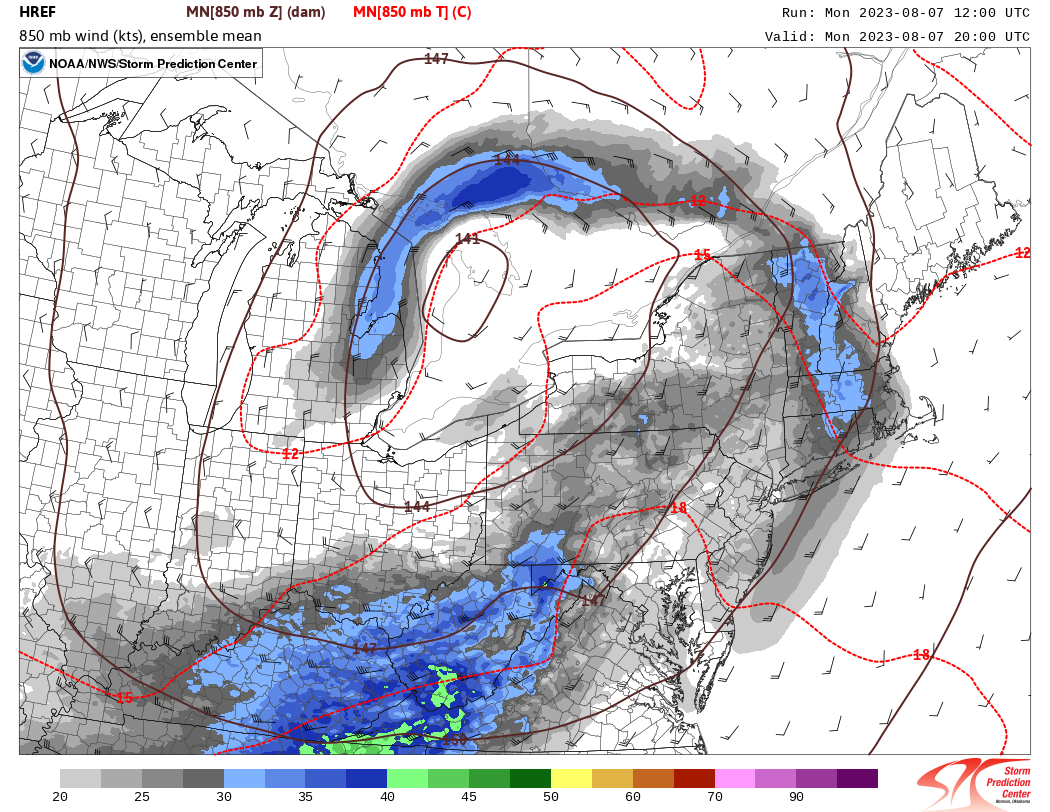 HREF MN[850 mb Z] (dam) MN[850 mb T] (C) Run: Mon 2023-08-07 12:00 UTC
850 mb wind (kts), ensemble mean Valid: Mon 2023-08-07 20:00 UTC
NOAA/NWS/Storm Prediction Center
147
144
12
141
15
12
12
144
18
147
147
18
15
150
20 25 30 35 40 45 50 60 70 90
Storm
Prediction
Center
Norman, Oklahoma